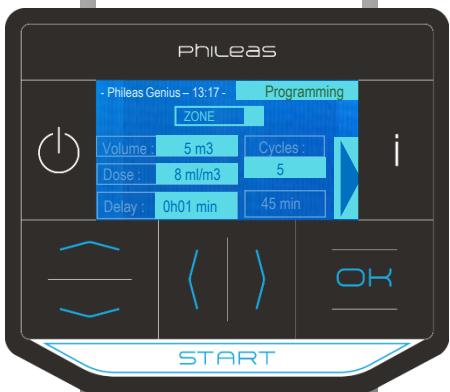 PHILEAS
- Phileas Genius – 13:17 -
Programming
ZONE
Volume :
5 m3
Cycles :
Dose :
8 ml/m3
5
Delay :
0h01 min
45 min
i
OK
START